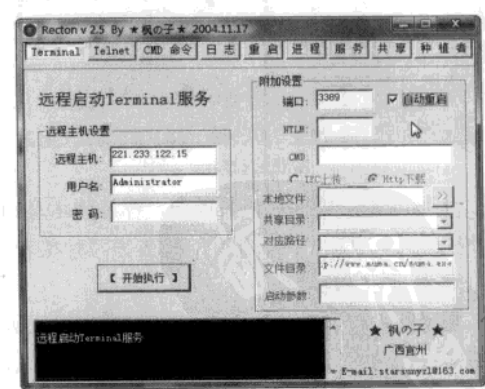 Recton v 2.5 By ★枫の子★ 2004.11.17
Terminal Telnet CMD 命令 日 志 重 启 进 程 服 务 共 享 种 植 者
远程启动Terminal服务
远程主机设置
远程主机: 221.233.122.15
用户名: Administrator
密 码:
【 开始执行 】
附加设置
端口: 3389 自动重启
NTLM:
CMD
IPC上传 Http下载
本地文件 >>
共享目录
对应路径
文件目录
启动参数
远程启动Terminal服务
★ 枫の子 ★
广西宜州